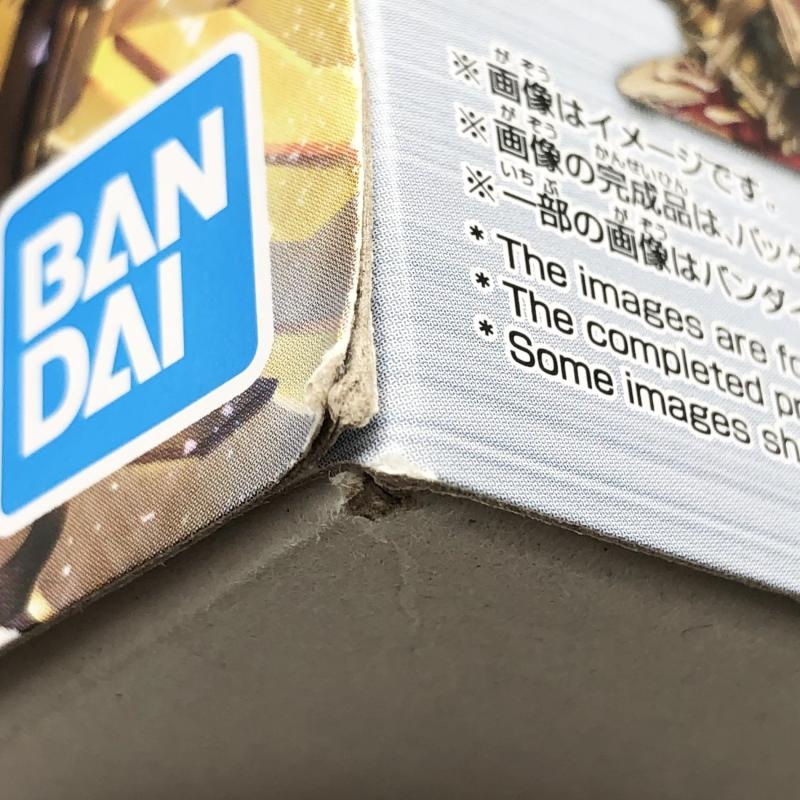 BAN
DAI
※画像はイメージです。
※画像の完成品は、パッケ
※一部の画像はバンダイ
* The images are fo
* The completed pr
* Some images sh